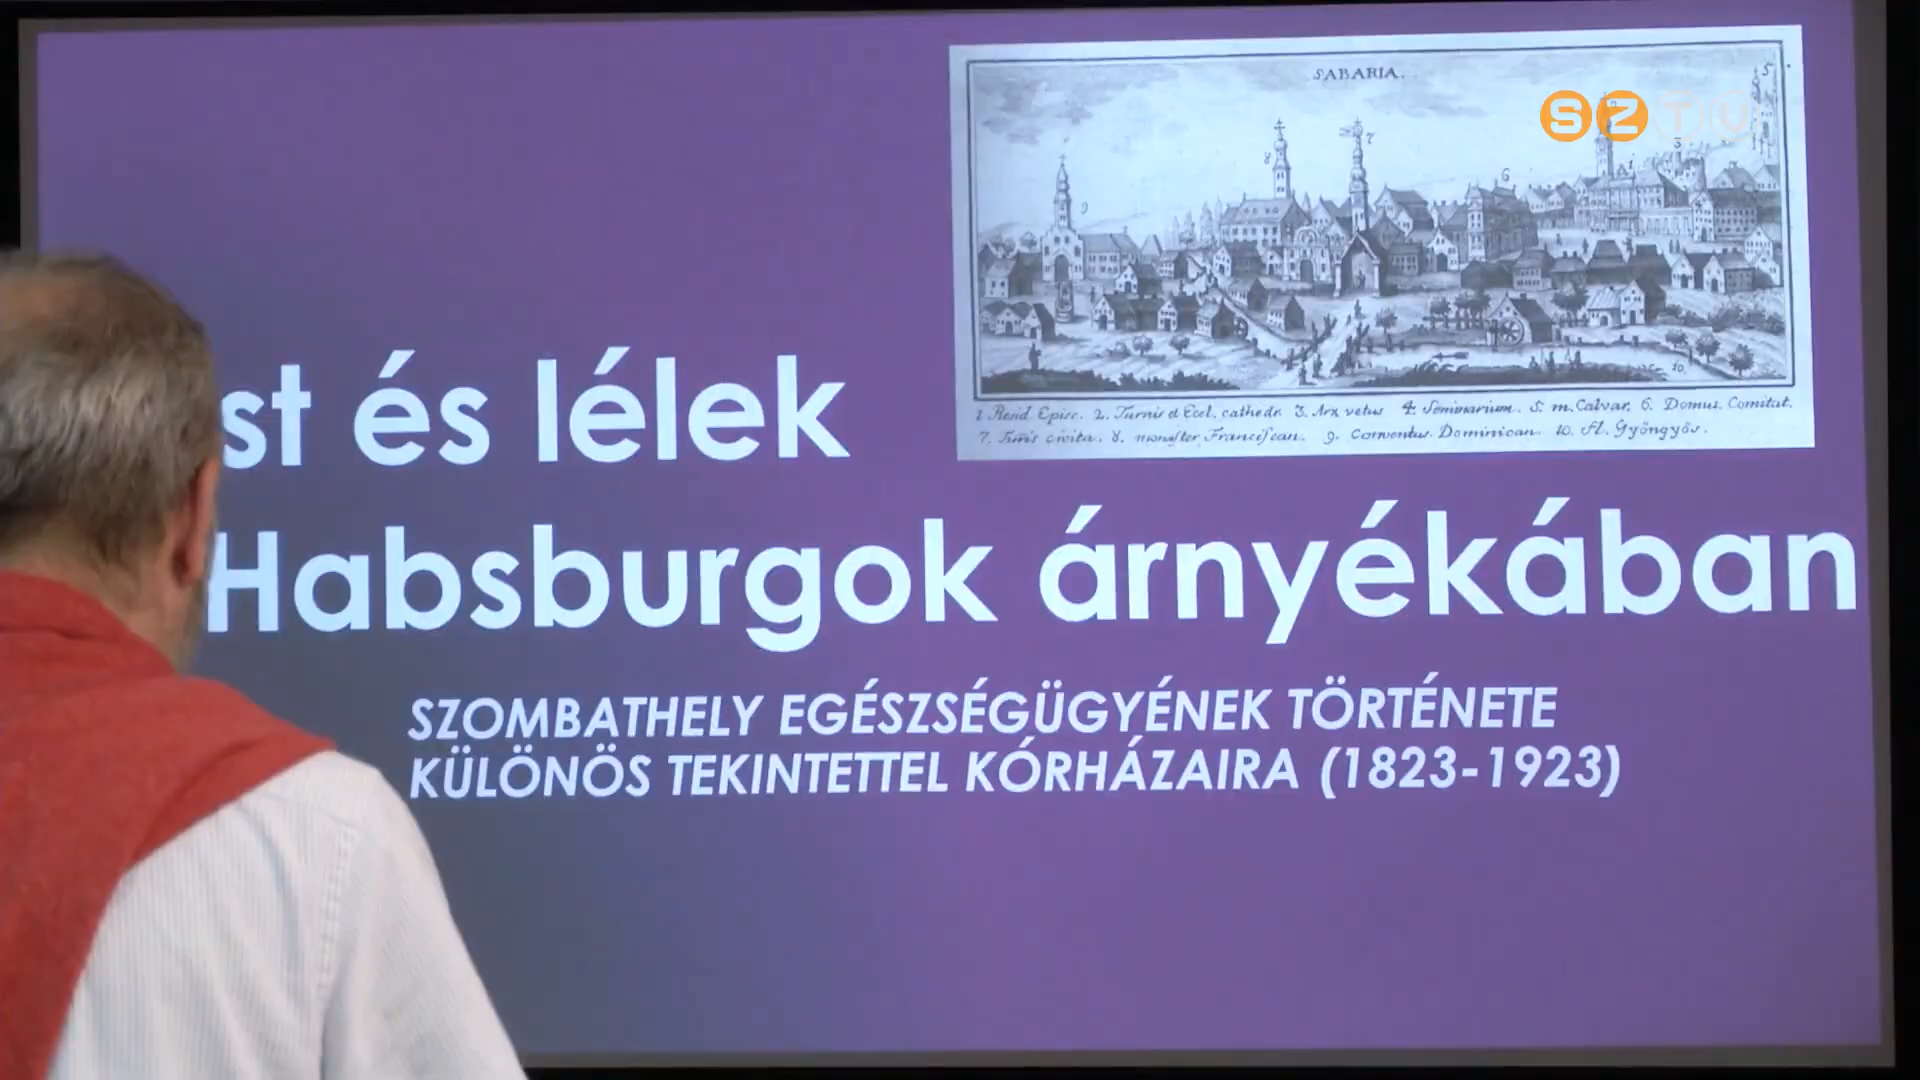 SABARIA.
SZTV
1 Resid. Episc. 2. Turris et Eccl. cathedr. 3. Arx vetus 4. Seminarium. 5. m. Calvar. 6. Domus. Comitat.
7. Turis civita. 8. monaster Franciscan. 9. Conventus. Dominican. 10. Fl. Gyöngyös.
st és lélek
Habsburgok árnyékában
SZOMBATHELY EGÉSZSÉGÜGYÉNEK TÖRTÉNETE
KÜLÖNÖS TEKINTETTEL KÓRHÁZAIRA (1823-1923)